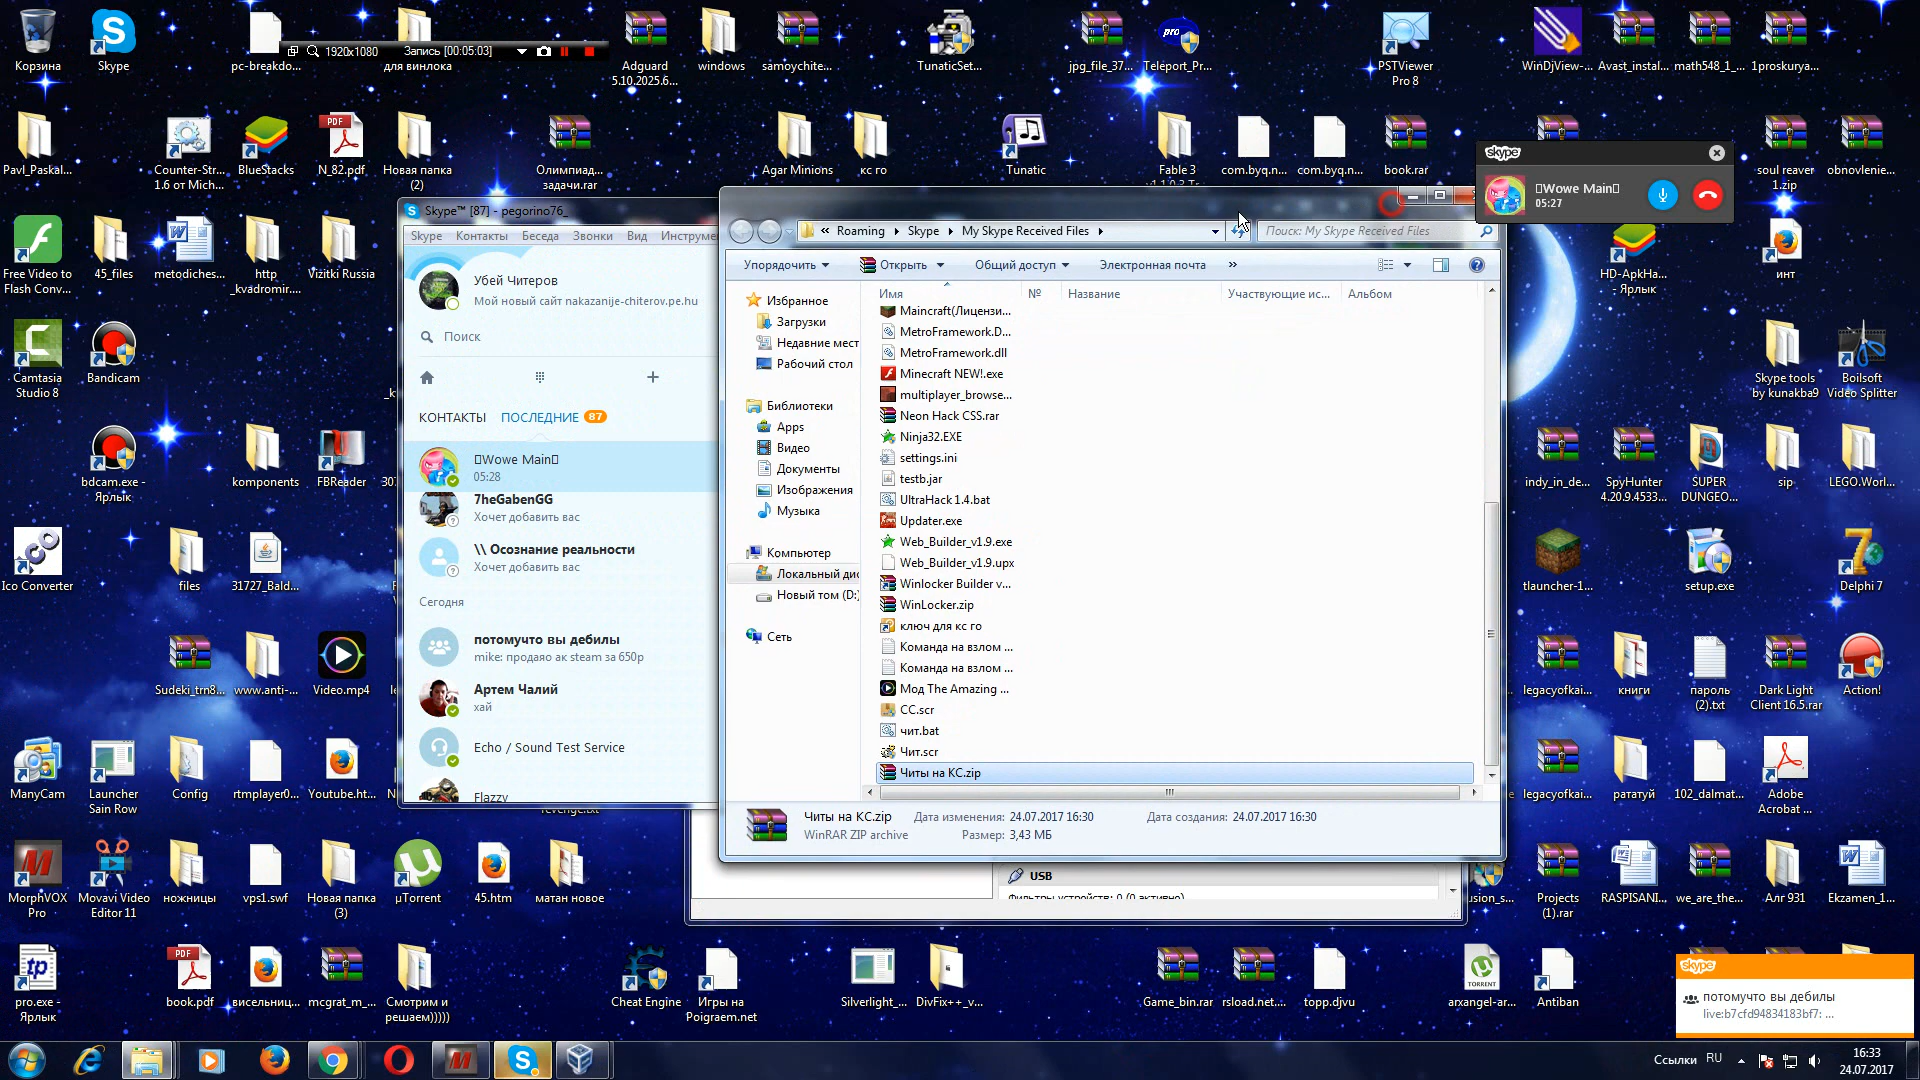 Корзина
Skype
pc-breakdo...
для винлока
1920x1080
Запись [00:05:03]
Adguard 5.10.2025.6...
windows
samoychite...
TunaticSet...
jpg_file_37...
Teleport_Pr...
PSTViewer Pro 8
WinDjView-...
Avast_instal...
math548_1_...
1proskurya...
Pavl_Paskal...
Counter-Str... 1.6 от Mich...
BlueStacks
N_82.pdf
Новая папка (2)
Олимпиад... задачи.rar
Agar Minions
кс го
Tunatic
Fable 3
com.byq.n...
com.byq.n...
book.rar
soul reaver 1.zip
obnovlenie...
skype
Wowe Main
05:27
Free Video to Flash Conv...
45_files
metodiches...
http _kvadromir....
Vizitki Russia
HD-ApkHa... - Ярлык
инт
Camtasia Studio 8
Bandicam
Skype tools by kunakba9
Boilsoft Video Splitter
bdcam.exe - Ярлык
komponents
FBReader
indy_in_de...
SpyHunter 4.20.9.4533...
SUPER DUNGEO...
sip
LEGO.Worl...
Ico Converter
files
31727_Bald...
tlauncher-1...
setup.exe
Delphi 7
Sudeki_trn8...
www.anti-...
Video.mp4
legacyofkai...
книги
пароль (2).txt
Dark Light Client 16.5.rar
Action!
ManyCam
Launcher Sain Row
Config
rtmplayer0...
Youtube.ht...
revenge.txt
legacyofkai...
рататуй
102_dalmat...
Adobe Acrobat ...
MorphVOX Pro
Movavi Video Editor 11
ножницы
vps1.swf
Новая папка (3)
µTorrent
45.htm
матан новое
Projects (1).rar
RASPISANI...
we_are_the...
Алг 931
Ekzamen_1...
pro.exe - Ярлык
book.pdf
висельниц...
mcgrat_m_...
Смотрим и решаем)))))
Cheat Engine
Игры на Poigraem.net
Silverlight_...
DivFix++_v...
Game_bin.rar
rsload.net....
topp.djvu
arxangel-ar...
Antiban
Skype™ [87] - pegorino76_
Skype Контакты Беседа Звонки Вид Инструме
Убей Читеров
Мой новый сайт nakazanije-chiterov.pe.hu
Поиск
КОНТАКТЫ ПОСЛЕДНИЕ 87
Wowe Main
05:28
7heGabenGG
Хочет добавить вас
\\ Осознание реальности
Хочет добавить вас
Сегодня
потомучто вы дебилы
mike: продаяо ак steam за 650р
Артем Чалий
хай
Echo / Sound Test Service
Flazzy
« Roaming Skype My Skype Received Files
Поиск: My Skype Received Files
Упорядочить Открыть Общий доступ Электронная почта »
Избранное
Загрузки
Недавние мест
Рабочий стол
Библиотеки
Apps
Видео
Документы
Изображения
Музыка
Компьютер
Локальный дис
Новый том (D:)
Сеть
Имя № Название Участвующие ис... Альбом
Maincraft(Лицензи...
MetroFramework.D...
MetroFramework.dll
Minecraft NEW!.exe
multiplayer_browse...
Neon Hack CSS.rar
Ninja32.EXE
settings.ini
testb.jar
UltraHack 1.4.bat
Updater.exe
Web_Builder_v1.9.exe
Web_Builder_v1.9.upx
Winlocker Builder v...
WinLocker.zip
ключ для кс го
Команда на взлом ...
Команда на взлом ...
Мод The Amazing ...
СС.scr
чит.bat
Чит.scr
Читы на КС.zip
Читы на КС.zip Дата изменения: 24.07.2017 16:30 Дата создания: 24.07.2017 16:30
WinRAR ZIP archive Размер: 3,43 МБ
USB
Фильтры устройств: 0 (0 активно)
skype
потомучто вы дебилы
live:b7cfd94834183bf7: ...
Ссылки
RU
16:33
24.07.2017